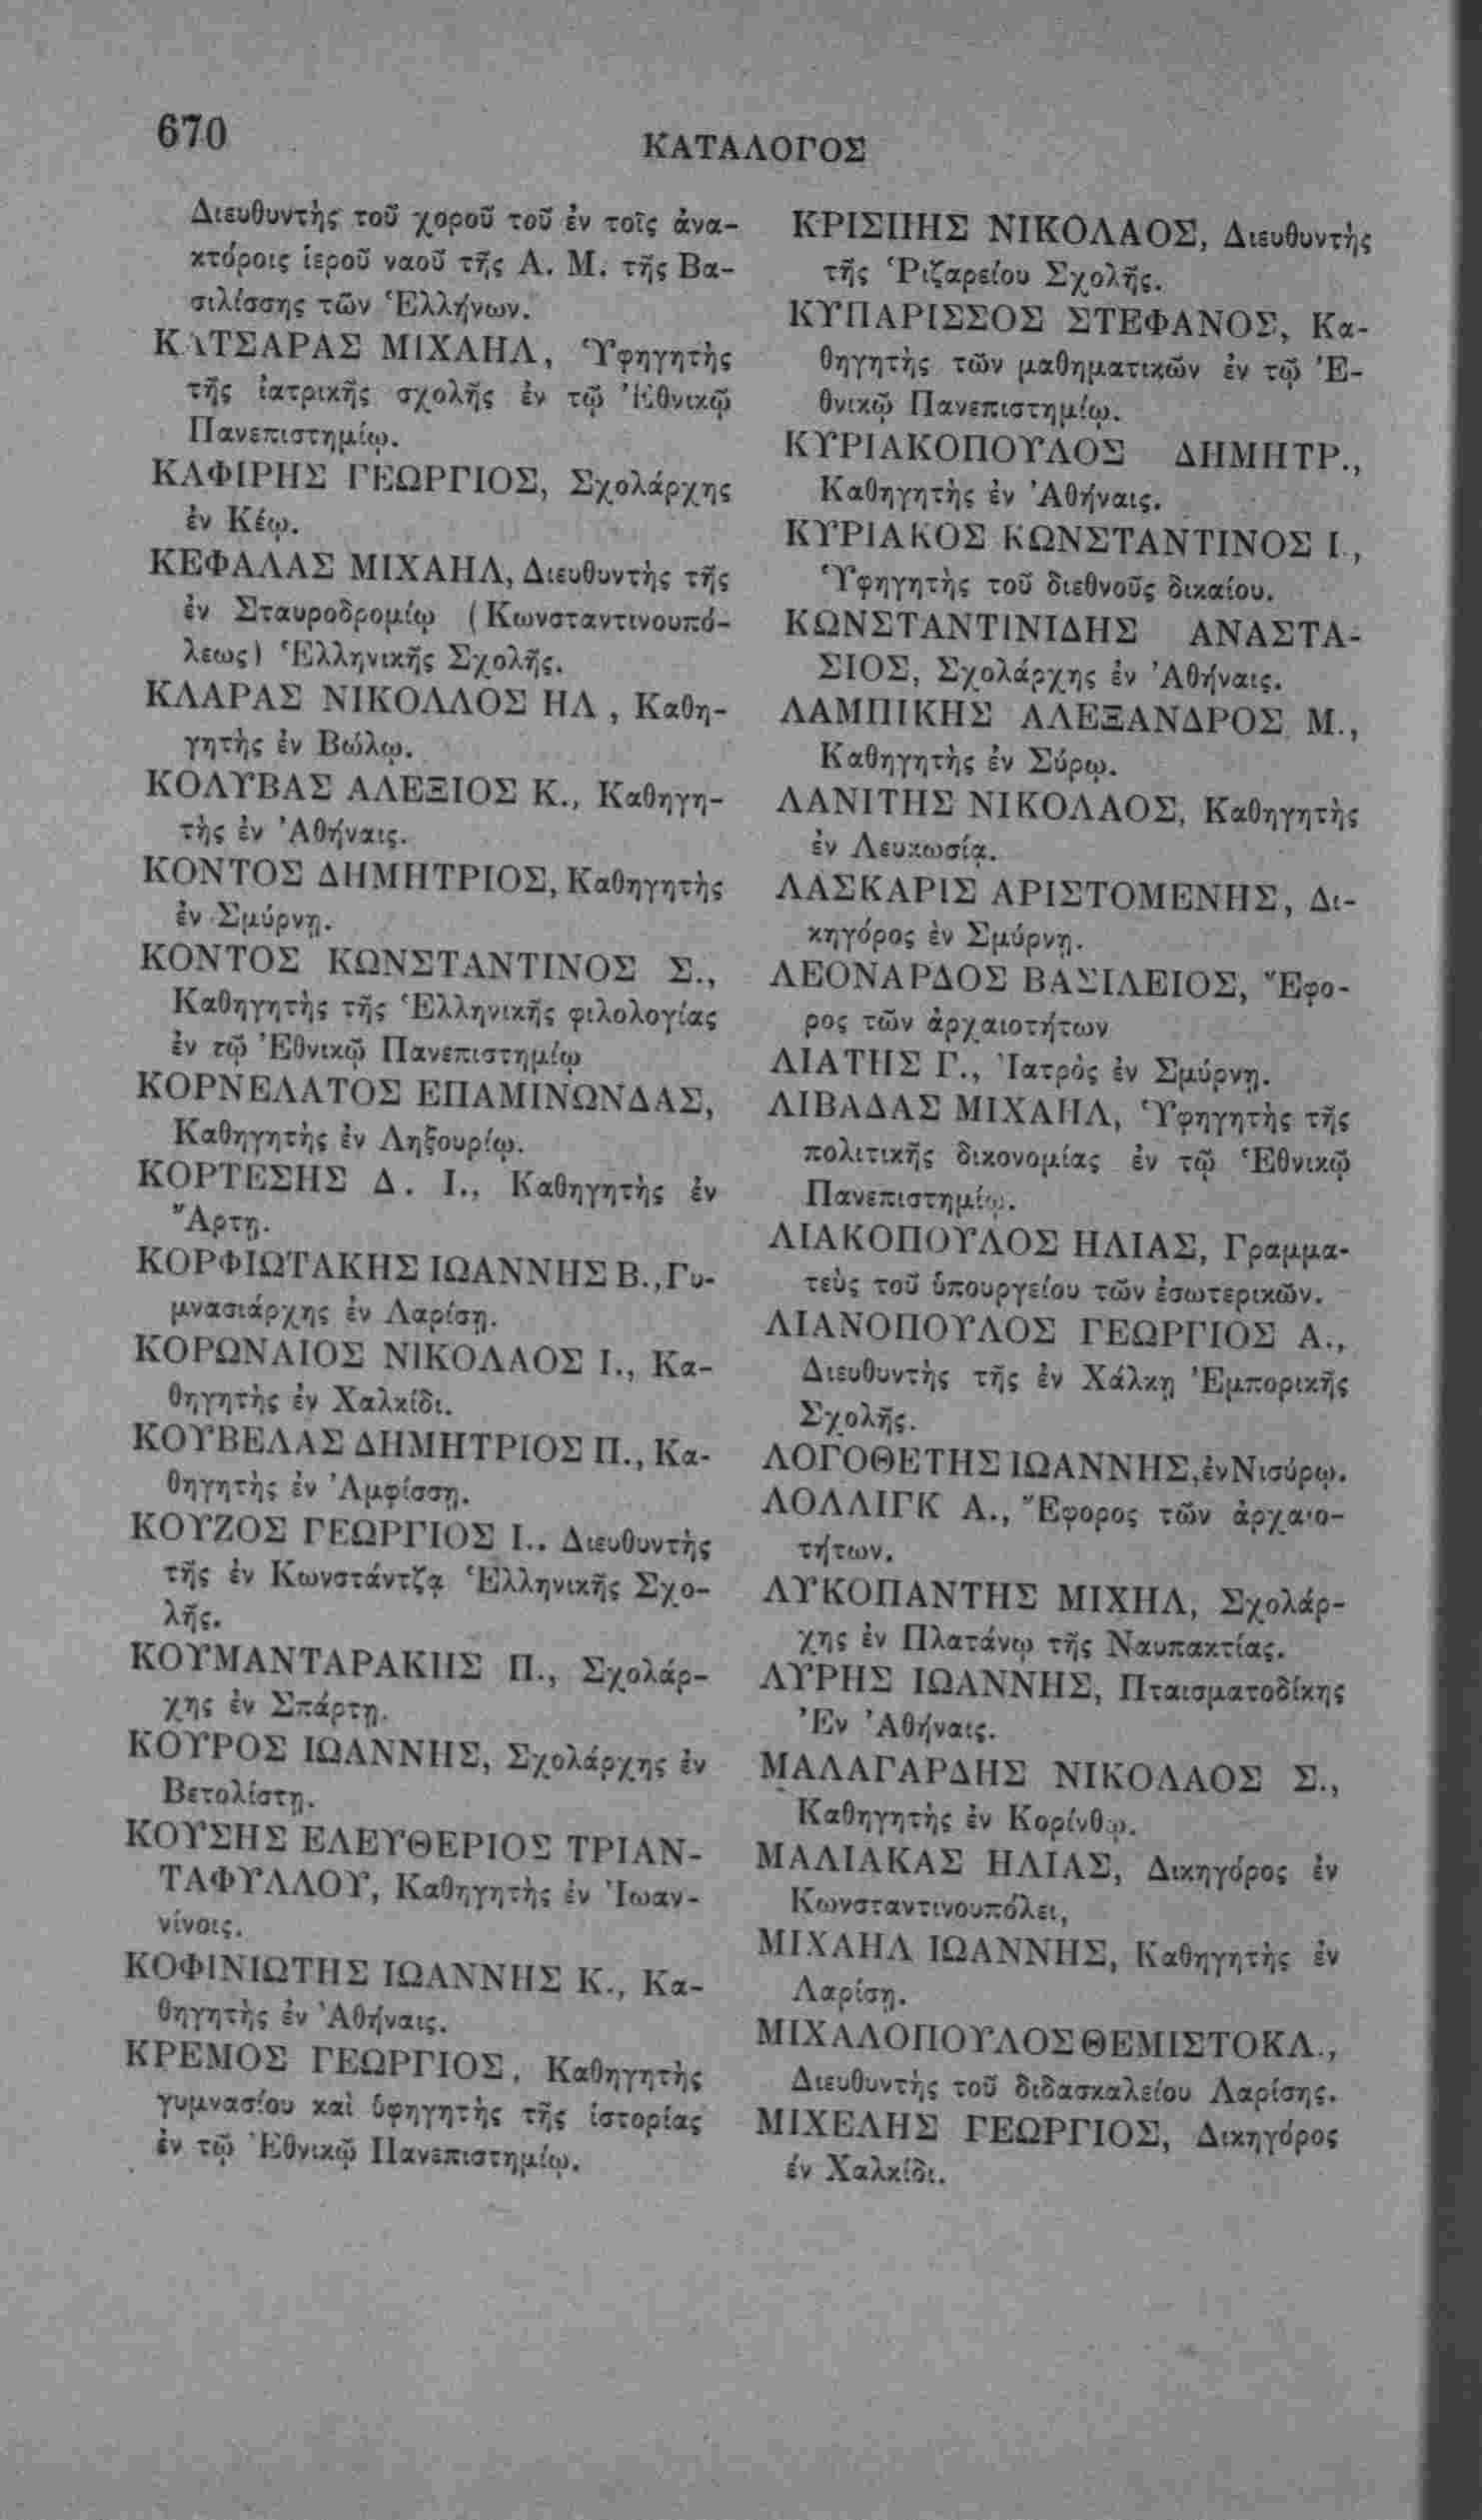 670
ΚΑΤΑΛΟΓΟΣ
Διευθυντὴς τοῦ χοροῦ τοῦ ἐν τοῖς ἀνα-
κτόροις ἱεροῦ ναοῦ τῆς Α. Μ. τῆς Βα-
σιλίσσης τῶν Ἑλλήνων.
ΚΑΤΣΑΡΑΣ ΜΙΧΑΗΛ, Ὑφηγητὴς
τῆς ἰατρικῆς σχολῆς ἐν τῷ Ἐθνικῷ
Πανεπιστημίῳ.
ΚΑΦΙΡΗΣ ΓΕΩΡΓΙΟΣ, Σχολάρχης
ἐν Κέῳ.
ΚΕΦΑΛΑΣ ΜΙΧΑΗΛ, Διευθυντὴς τῆς
ἐν Σταυροδρομίῳ (Κωνσταντινουπό-
λεως) Ἑλληνικῆς Σχολῆς.
ΚΛΑΡΑΣ ΝΙΚΟΛΑΟΣ ΗΛ , Καθη-
γητὴς ἐν Βώλῳ.
ΚΟΛΥΒΑΣ ΑΛΕΞΙΟΣ Κ., Καθηγη-
τὴς ἐν Ἀθήναις.
ΚΟΝΤΟΣ ΔΗΜΗΤΡΙΟΣ, Καθηγητὴς
ἐν Σμύρνῃ.
ΚΟΝΤΟΣ ΚΩΝΣΤΑΝΤΙΝΟΣ Σ.,
Καθηγητὴς τῆς Ἑλληνικῆς φιλολογίας
ἐν τῷ Ἐθνικῷ Πανεπιστημίῳ
ΚΟΡΝΕΛΑΤΟΣ ΕΠΑΜΙΝΩΝΔΑΣ,
Καθηγητὴς ἐν Ληξουρίῳ.
ΚΟΡΤΕΣΗΣ Δ. Ι., Καθηγητὴς ἐν
Ἄρτῃ.
ΚΟΡΦΙΩΤΑΚΗΣ ΙΩΑΝΝΗΣ Β.,Γυ-
μνασιάρχης ἐν Λαρίσῃ.
ΚΟΡΩΝΑΙΟΣ ΝΙΚΟΛΑΟΣ Ι., Κα-
θηγητὴς ἐν Χαλκίδι.
ΚΟΥΒΕΛΑΣ ΔΗΜΗΤΡΙΟΣ Π., Κα-
θηγητὴς ἐν Ἀμφίσσῃ.
ΚΟΥΖΟΣ ΓΕΩΡΓΙΟΣ Ι.. Διευθυντὴς
τῆς ἐν Κωνστάντζᾳ Ἑλληνικῆς Σχο-
λῆς.
ΚΟΥΜΑΝΤΑΡΑΚΗΣ Π., Σχολάρ-
χης ἐν Σπάρτῃ.
ΚΟΥΡΟΣ ΙΩΑΝΝΗΣ, Σχολάρχης ἐν
Βετολίστῃ.
ΚΟΥΣΗΣ ΕΛΕΥΘΕΡΙΟΣ ΤΡΙΑΝ-
ΤΑΦΥΛΛΟΥ, Καθηγητὴς ἐν Ἰωαν-
νίνοις.
ΚΟΦΙΝΙΩΤΗΣ ΙΩΑΝΝΗΣ Κ., Κα-
θηγητὴς ἐν Ἀθήναις.
ΚΡΕΜΟΣ ΓΕΩΡΓΙΟΣ, Καθηγητὴς
γυμνασίου καὶ ὑφηγητὴς τῆς ἱστορίας
ἐν τῷ Ἐθνικῷ Πανεπιστημίῳ.
ΚΡΙΣΠΗΣ ΝΙΚΟΛΑΟΣ, Διευθυντὴς
τῆς Ῥιζαρείου Σχολῆς.
ΚΥΠΑΡΙΣΣΟΣ ΣΤΕΦΑΝΟΣ, Κα-
θηγητὴς τῶν μαθηματικῶν ἐν τῷ Ἐ-
θνικῷ Πανεπιστημίῳ.
ΚΥΡΙΑΚΟΠΟΥΛΟΣ ΔΗΜΗΤΡ.,
Καθηγητὴς ἐν Ἀθήναις.
ΚΥΡΙΑΚΟΣ ΚΩΝΣΤΑΝΤΙΝΟΣ Ι.,
Ὑφηγητὴς τοῦ διεθνοῦς δικαίου.
ΚΩΝΣΤΑΝΤΙΝΙΔΗΣ ΑΝΑΣΤΑ-
ΣΙΟΣ, Σχολάρχης ἐν Ἀθήναις.
ΛΑΜΠΙΚΗΣ ΑΛΕΞΑΝΔΡΟΣ Μ.,
Καθηγητὴς ἐν Σύρῳ.
ΛΑΝΙΤΗΣ ΝΙΚΟΛΑΟΣ, Καθηγητὴς
ἐν Λευκωσίᾳ.
ΛΑΣΚΑΡΙΣ ΑΡΙΣΤΟΜΕΝΗΣ, Δι-
κηγόρος ἐν Σμύρνῃ.
ΛΕΟΝΑΡΔΟΣ ΒΑΣΙΛΕΙΟΣ, Ἔφο-
ρος τῶν ἀρχαιοτήτων
ΛΙΑΤΗΣ Γ., Ἰατρὸς ἐν Σμύρνῃ.
ΛΙΒΑΔΑΣ ΜΙΧΑΗΛ, Ὑφηγητὴς τῆς
πολιτικῆς δικονομίας ἐν τῷ Ἑθνικῷ
Πανεπιστημίῳ.
ΛΙΑΚΟΠΟΥΛΟΣ ΗΛΙΑΣ, Γραμμα-
τεὺς τοῦ ὑπουργείου τῶν ἐσωτερικῶν.
ΛΙΑΝΟΠΟΥΛΟΣ ΓΕΩΡΓΙΟΣ Α.,
Διευθυντὴς τῆς ἐν Χάλκῃ Ἐμπορικῆς
Σχολῆς.
ΛΟΓΟΘΕΤΗΣ ΙΩΑΝΝΗΣ,ἐν Νισύρῳ.
ΛΟΛΛΙΓΚ Α., Ἔφορος τῶν ἀρχαιο-
τήτων.
ΛΥΚΟΠΑΝΤΗΣ ΜΙΧΗΛ, Σχολάρ-
χης ἐν Πλατάνῳ τῆς Ναυπακτίας.
ΛΥΡΗΣ ΙΩΑΝΝΗΣ, Πταισματοδίκης
Ἐν Ἀθήναις.
ΜΑΛΑΓΑΡΔΗΣ ΝΙΚΟΛΑΟΣ Σ.,
Καθηγητὴς ἐν Κορίνθῳ.
ΜΑΛΙΑΚΑΣ ΗΛΙΑΣ, Δικηγόρος ἐν
Κωνσταντινουπόλει,
ΜΙΧΑΗΛ ΙΩΑΝΝΗΣ, Καθηγητὴς ἐν
Λαρίσῃ.
ΜΙΧΑΛΟΠΟΥΛΟΣ ΘΕΜΙΣΤΟΚΛ.,
Διευθυντὴς τοῦ διδασκαλείου Λαρίσης.
ΜΙΧΕΛΗΣ ΓΕΩΡΓΙΟΣ, Δικηγόρος
ἐν Χαλκίδι.